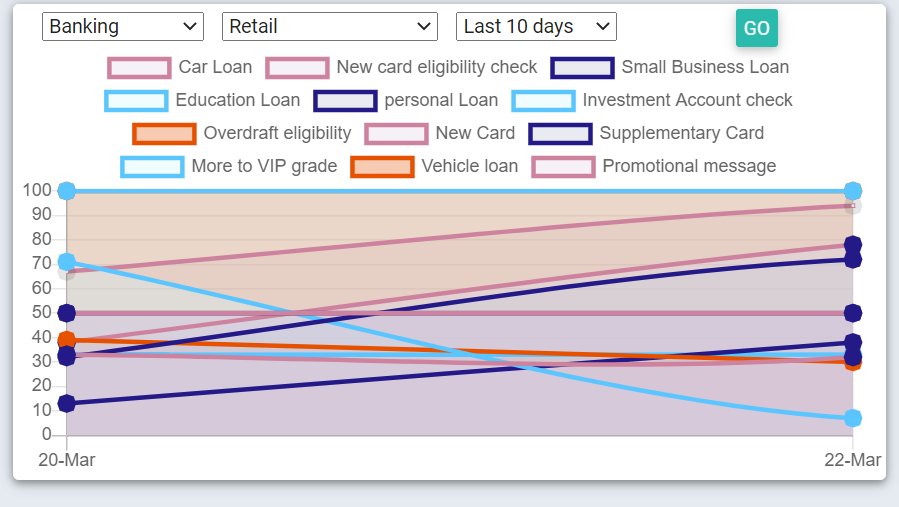 Banking Retail Last 10 days GO
Car Loan New card eligibility check Small Business Loan
Education Loan personal Loan Investment Account check
Overdraft eligibility New Card Supplementary Card
More to VIP grade Vehicle loan Promotional message
100
90
80
70
60
50
40
30
20
10
0
20-Mar 22-Mar